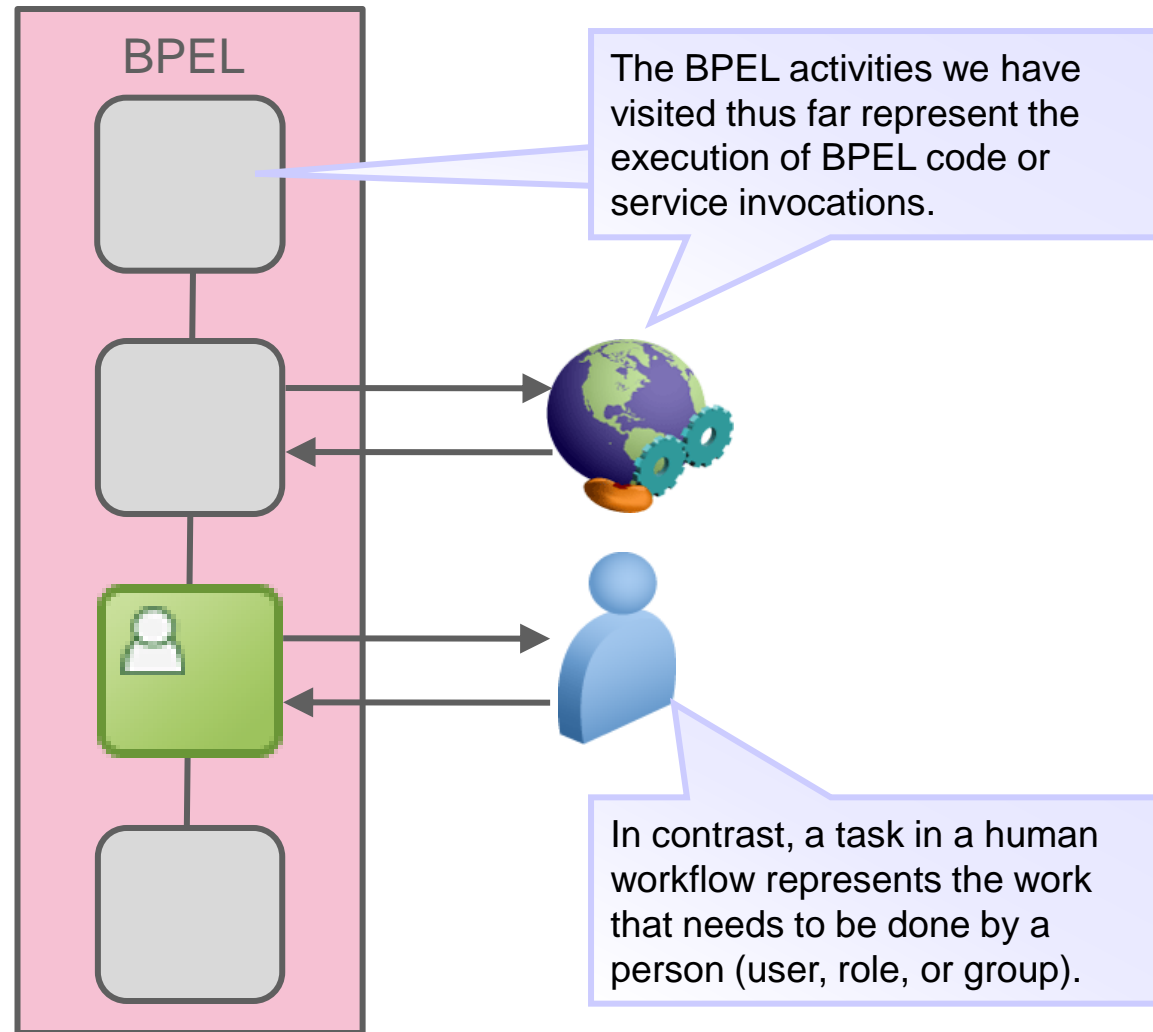 BPEL
The BPEL activities we have
visited thus far represent the
execution of BPEL code or
service invocations.
In contrast, a task in a human
workflow represents the work
that needs to be done by a
person (user, role, or group).